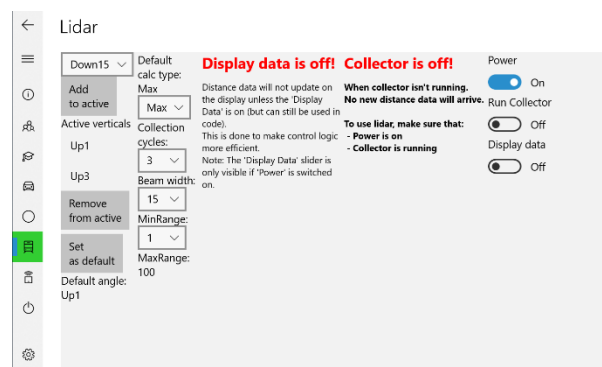 Lidar
Down15
Add
to active
Active verticals
Up1
Up3
Remove
from active
Set
as default
Default angle:
Up1
Default
calc type:
Max
Max
Collection
cycles:
3
Beam width:
15
MinRange:
1
MaxRange:
100
Display data is off!
Distance data will not update on
the display unless the 'Display
Data' is on (but can still be used in
code).
This is done to make control logic
more efficient.
Note: The 'Display Data' slider is
only visible if 'Power' is switched
on.
Collector is off!
When collector isn't running.
No new distance data will arrive.
To use lidar, make sure that:
- Power is on
- Collector is running
Power
On
Run Collector
Off
Display data
Off